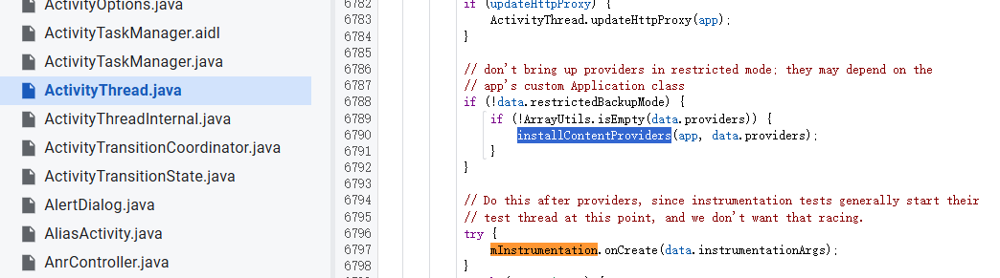 ActivityOptions.java
ActivityTaskManager.aidl
ActivityTaskManager.java
ActivityThread.java
ActivityThreadInternal.java
ActivityTransitionCoordinator.java
ActivityTransitionState.java
AlertDialog.java
AliasActivity.java
AnrController.java
6782 if (updateHttpProxy) {
6783 ActivityThread.updateHttpProxy(app);
6784 }
6785
6786 // don't bring up providers in restricted mode; they may depend on the
6787 // app's custom Application class
6788 if (!data.restrictedBackupMode) {
6789 if (!ArrayUtils.isEmpty(data.providers)) {
6790 installContentProviders(app, data.providers);
6791 }
6792 }
6793
6794 // Do this after providers, since instrumentation tests generally start their
6795 // test thread at this point, and we don't want that racing.
6796 try {
6797 mInstrumentation.onCreate(data.instrumentationArgs);
6798 }